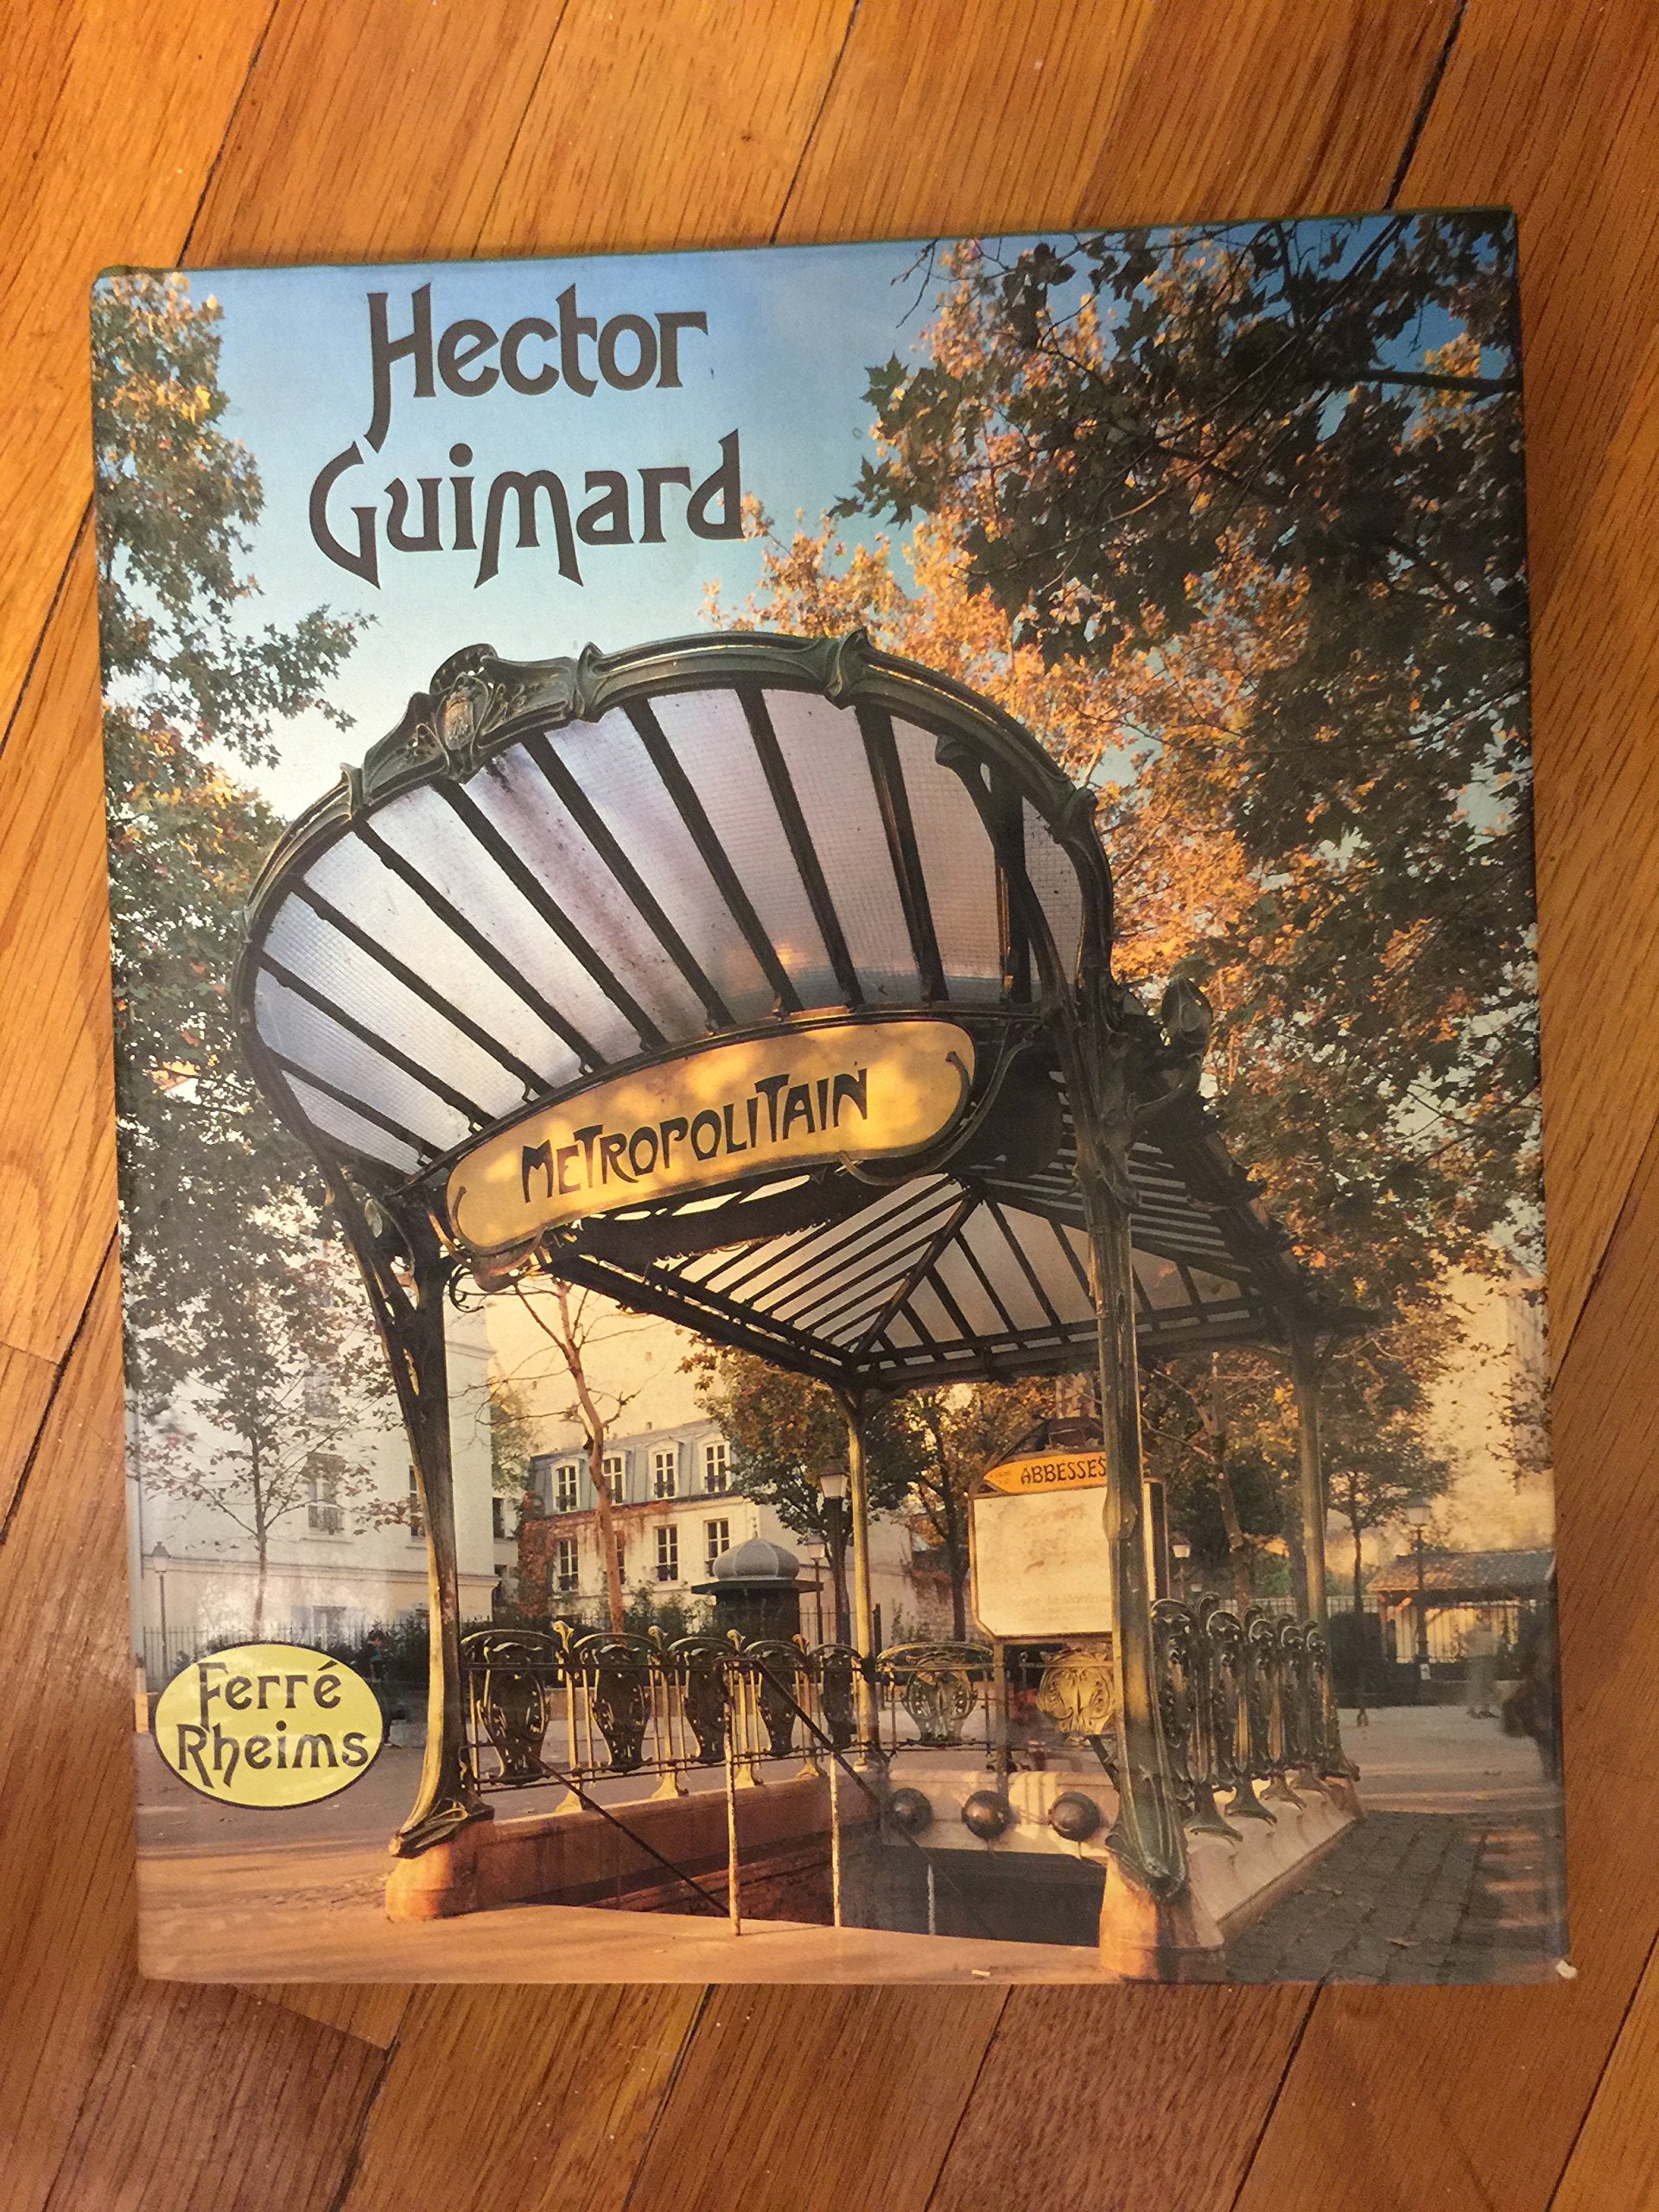 Hector
Guimard
METROPOLITAIN
ABBESSES
Ferré
Rheims